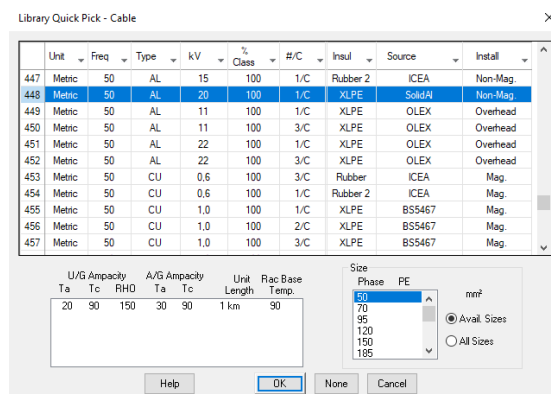 Library Quick Pick - Cable
Unit Freq Type kV % Class #/C Insul Source Install
447 Metric 50 AL 15 100 1/C Rubber 2 ICEA Non-Mag.
448 Metric 50 AL 20 100 1/C XLPE SolidAl Non-Mag.
449 Metric 50 AL 11 100 1/C XLPE OLEX Overhead
450 Metric 50 AL 11 100 3/C XLPE OLEX Overhead
451 Metric 50 AL 22 100 1/C XLPE OLEX Overhead
452 Metric 50 AL 22 100 3/C XLPE OLEX Overhead
453 Metric 50 CU 0,6 100 3/C Rubber ICEA Mag.
454 Metric 50 CU 0,6 100 1/C Rubber 2 ICEA Mag.
455 Metric 50 CU 1,0 100 1/C XLPE BS5467 Mag.
456 Metric 50 CU 1,0 100 2/C XLPE BS5467 Mag.
457 Metric 50 CU 1,0 100 3/C XLPE BS5467 Mag.
U/G Ampacity A/G Ampacity Unit Rac Base
Ta Tc RHO Ta Tc Length Temp.
20 90 150 30 90 1 km 90
Size
Phase PE
mm²
50
70
95
120
150
185
Avail. Sizes
All Sizes
Help OK None Cancel